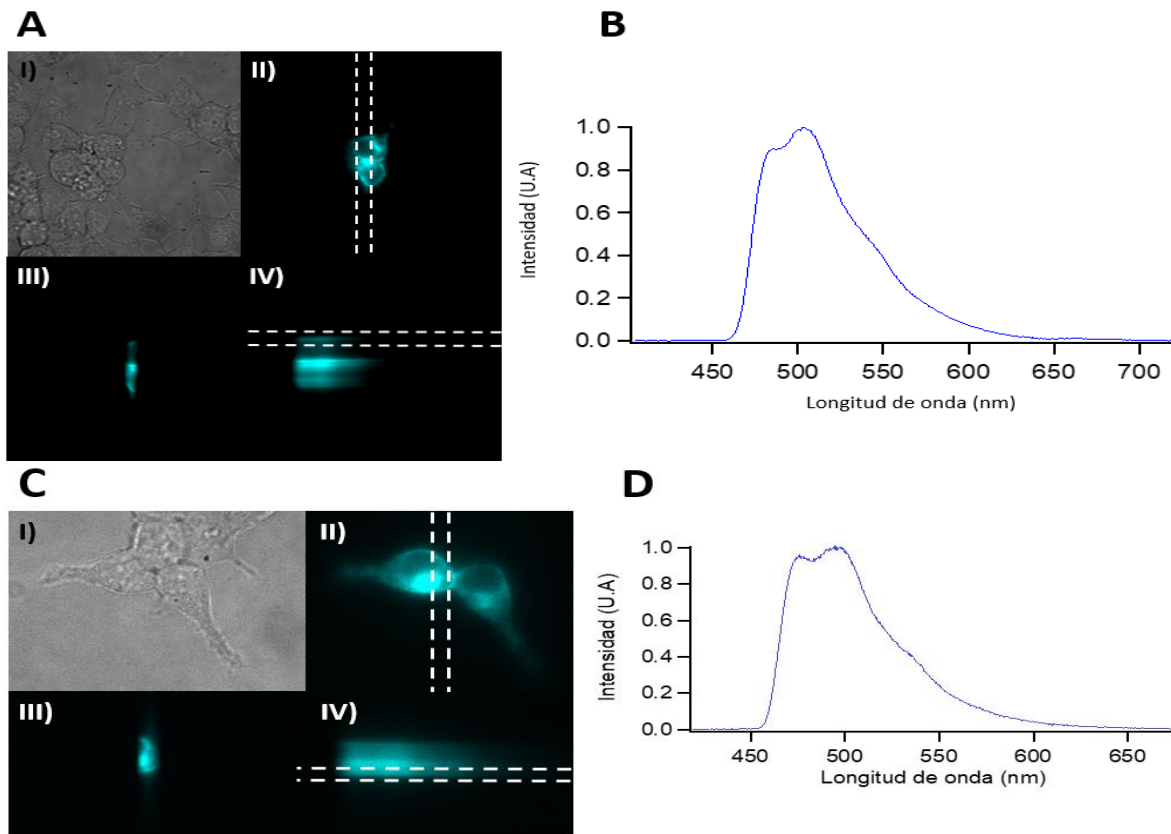 A
I)
II)
III)
IV)
B
Intensidad (U.A)
1.0
0.8
0.6
0.4
0.2
0.0
450 500 550 600 650 700
Longitud de onda (nm)
C
I)
II)
III)
IV)
D
Intensidad (U.A)
1.0
0.8
0.6
0.4
0.2
0.0
450 500 550 600 650
Longitud de onda (nm)